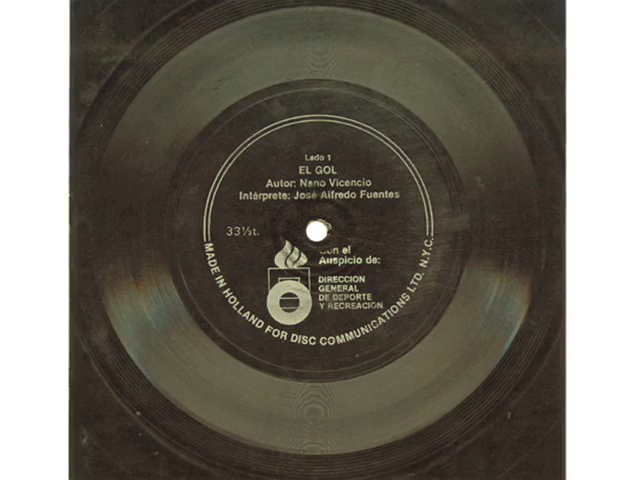 Lado 1
EL GOL
Autor: Nano Vicencio
Intérprete: José Alfredo Fuentes
33⅓t.
Con el
Auspicio de:
DIRECCION
GENERAL
DE DEPORTE
Y RECREACION
MADE IN HOLLAND FOR DISC COMMUNICATIONS LTD. N.Y.C.